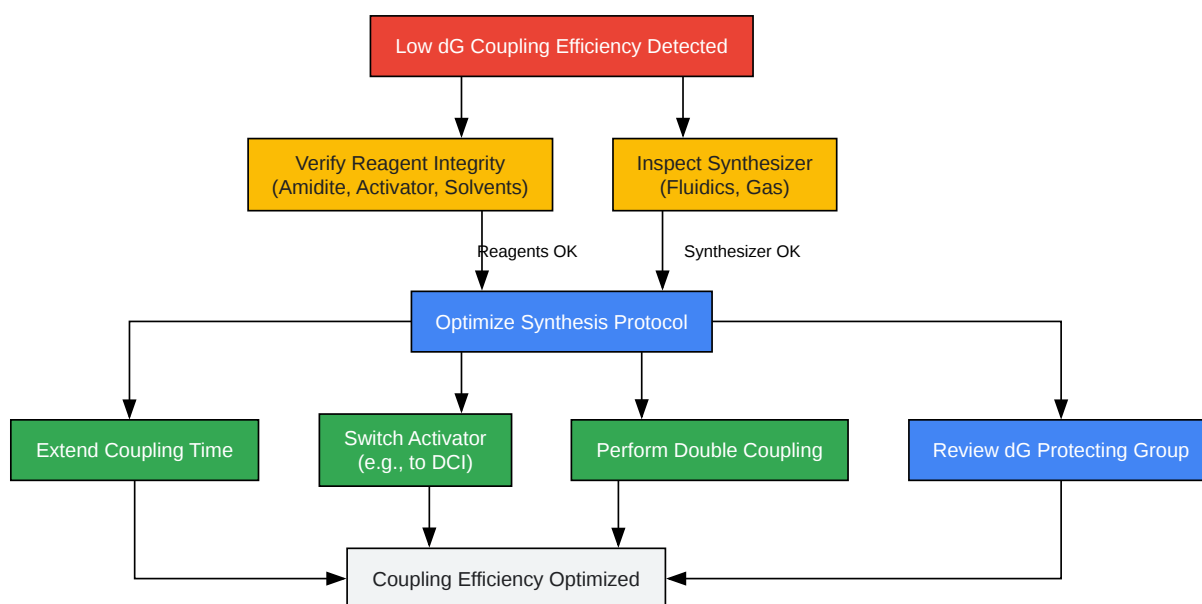 Low dG Coupling Efficiency Detected
Verify Reagent Integrity
(Amidite, Activator, Solvents)
Inspect Synthesizer
(Fluidics, Gas)
Reagents OK
Synthesizer OK
Optimize Synthesis Protocol
Extend Coupling Time
Switch Activator
(e.g., to DCI)
Perform Double Coupling
Review dG Protecting Group
Coupling Efficiency Optimized